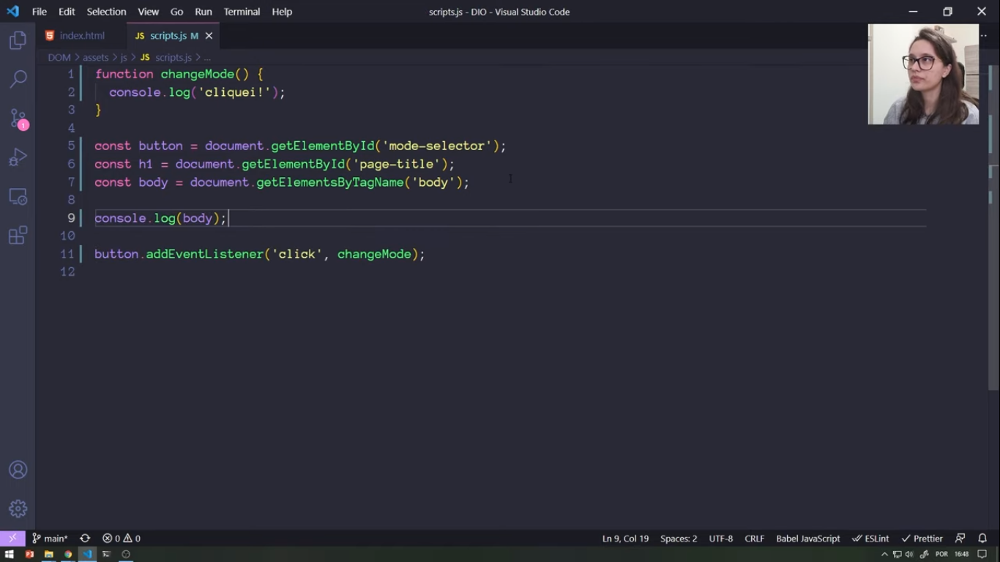 File Edit Selection View Go Run Terminal Help scripts.js - DIO - Visual Studio Code
index.html JS scripts.js M
DOM > assets > js > JS scripts.js > ...
1 function changeMode() {
2 console.log('cliquei!');
3 }
4
5 const button = document.getElementById('mode-selector');
6 const h1 = document.getElementById('page-title');
7 const body = document.getElementsByTagName('body');
8
9 console.log(body);
10
11 button.addEventListener('click', changeMode);
12
1
main* 0 0 Ln 9, Col 19 Spaces: 2 UTF-8 CRLF Babel JavaScript ESLint Prettier
POR 16:48